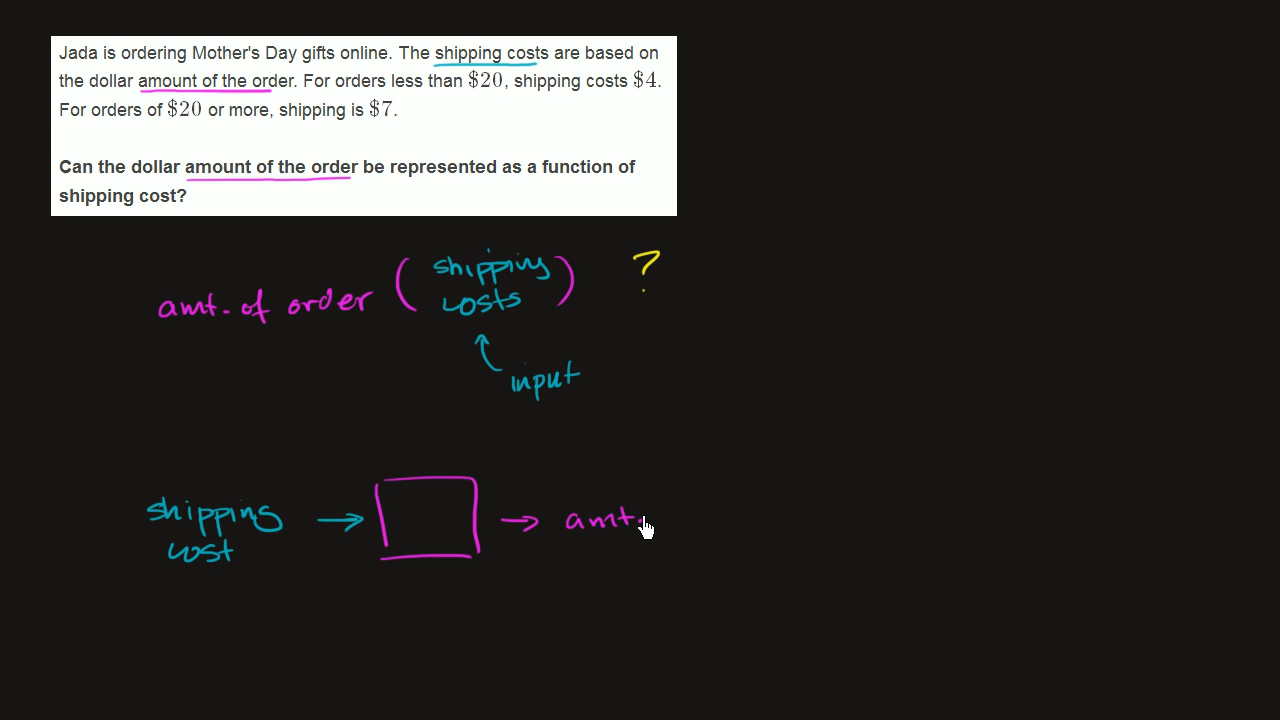 Jada is ordering Mother's Day gifts online. The shipping costs are based on
the dollar amount of the order. For orders less than $20, shipping costs $4.
For orders of $20 or more, shipping is $7.
Can the dollar amount of the order be represented as a function of
shipping cost?
amt. of order ( shipping costs ) ?
input
shipping cost → → amt.